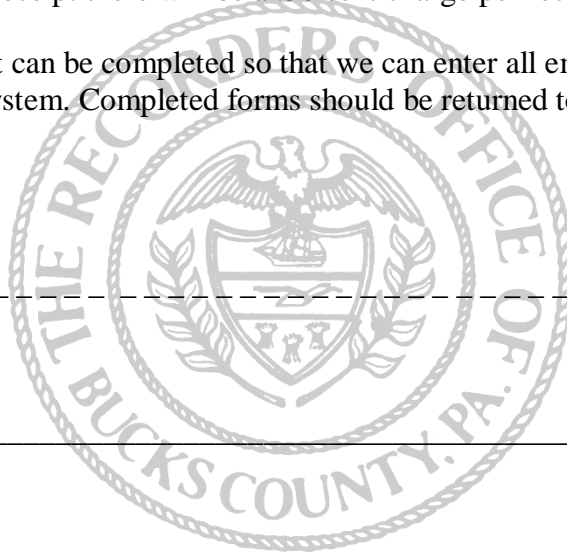 t can be completed so that we can enter all en
ystem. Completed forms should be returned to
THE RECORDERS OFFICE OF
BUCKS COUNTY, PA.